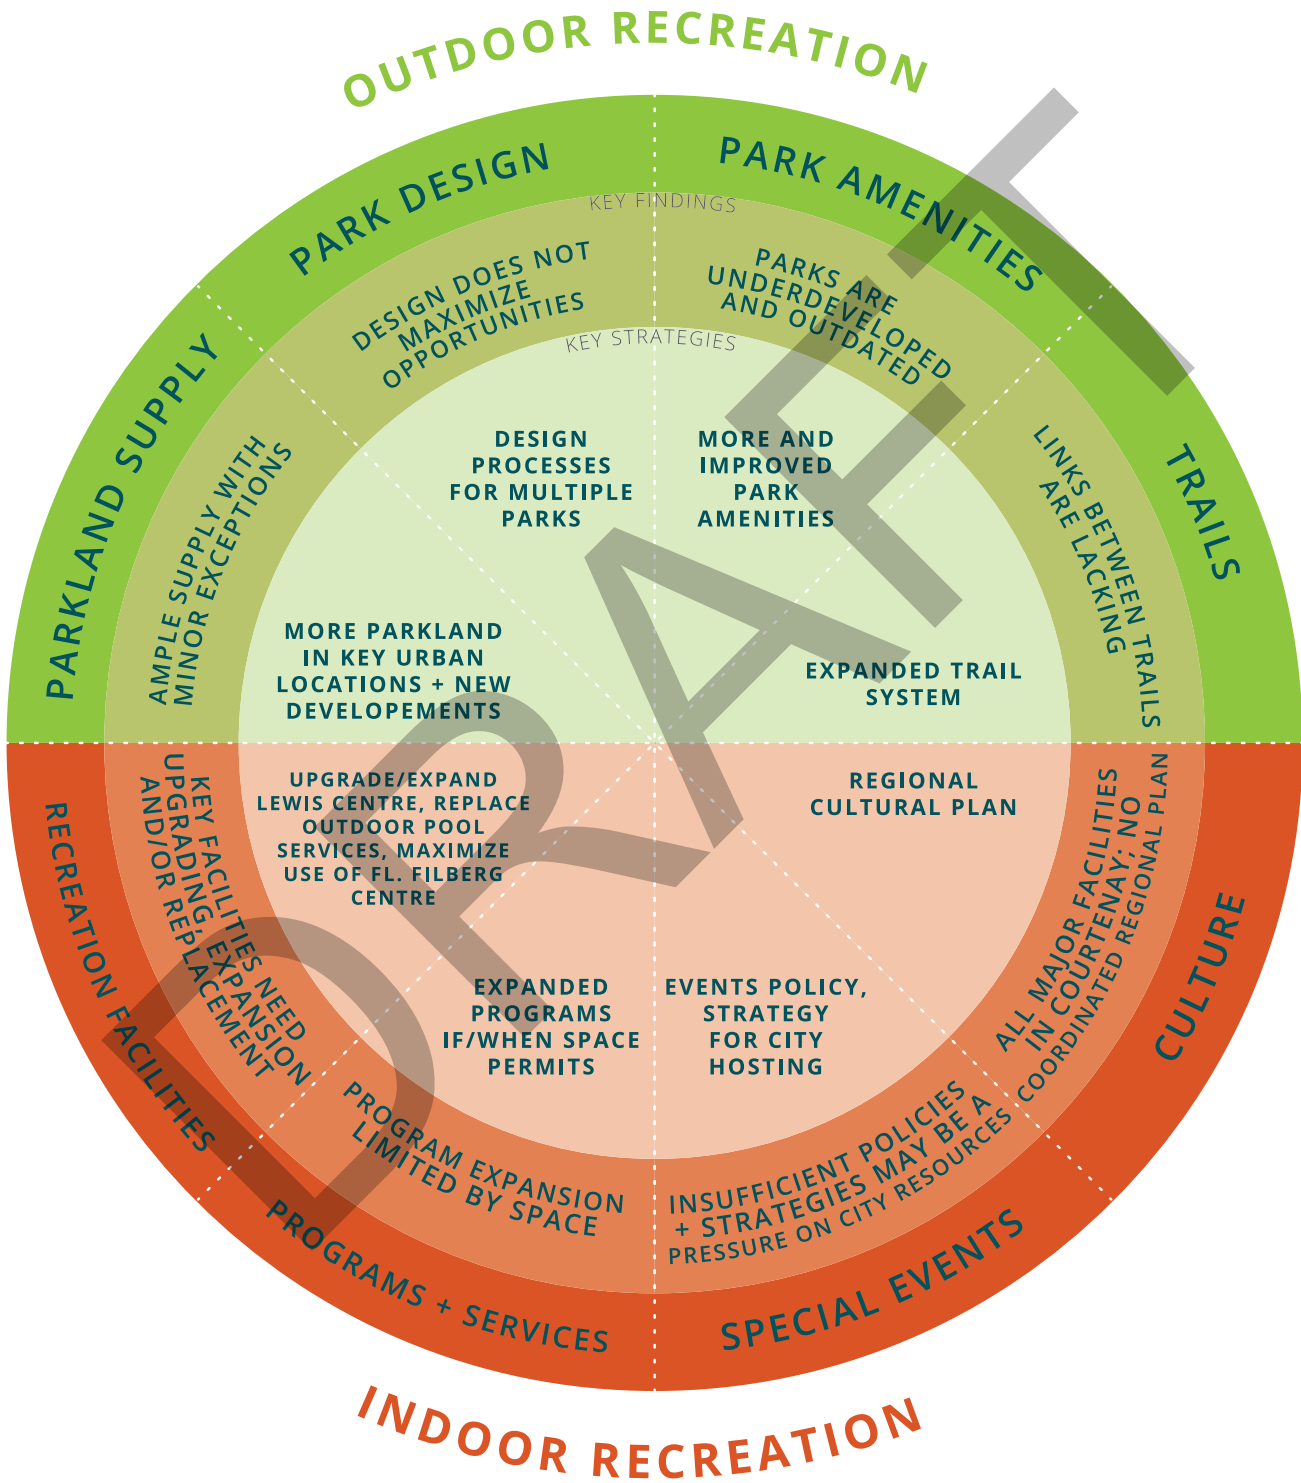 OUTDOOR RECREATION
PARK DESIGN
PARK AMENITIES
KEY FINDINGS
DESIGN DOES NOT
MAXIMIZE
OPPORTUNITIES
PARKS ARE
UNDERDEVELOPED
AND OUTDATED
KEY STRATEGIES
PARKLAND SUPPLY
AMPLE SUPPLY WITH
MINOR EXCEPTIONS
DESIGN
PROCESSES
FOR MULTIPLE
PARKS
MORE AND
IMPROVED
PARK
AMENITIES
TRAILS
LINKS BETWEEN TRAILS
ARE LACKING
MORE PARKLAND
IN KEY URBAN
LOCATIONS + NEW
DEVELOPEMENTS
EXPANDED TRAIL
SYSTEM
RECREATION FACILITIES
KEY FACILITIES NEED
UPGRADING, EXPANSION
AND/OR REPLACEMENT
UPGRADE/EXPAND
LEWIS CENTRE, REPLACE
OUTDOOR POOL
SERVICES, MAXIMIZE
USE OF FL. FILBERG
CENTRE
REGIONAL
CULTURAL PLAN
ALL MAJOR FACILITIES
IN COURTENAY; NO
COORDINATED REGIONAL PLAN
CULTURE
EXPANDED
PROGRAMS
IF/WHEN SPACE
PERMITS
EVENTS POLICY,
STRATEGY
FOR CITY
HOSTING
PROGRAM EXPANSION
LIMITED BY SPACE
INSUFFICIENT POLICIES
+ STRATEGIES MAY BE A
PRESSURE ON CITY RESOURCES
PROGRAMS + SERVICES
SPECIAL EVENTS
INDOOR RECREATION
DRAFT